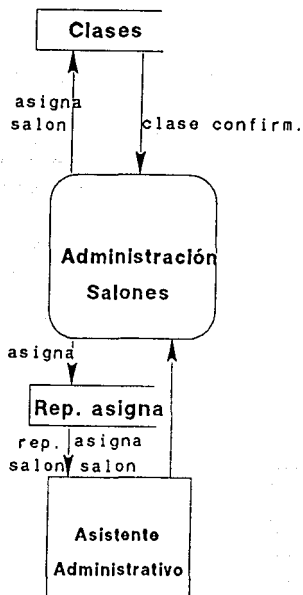 Clases
asigna
salon
clase confirm.
Administración
Salones
asigna
Rep. asigna
rep. asigna
salon salon
Asistente
Administrativo